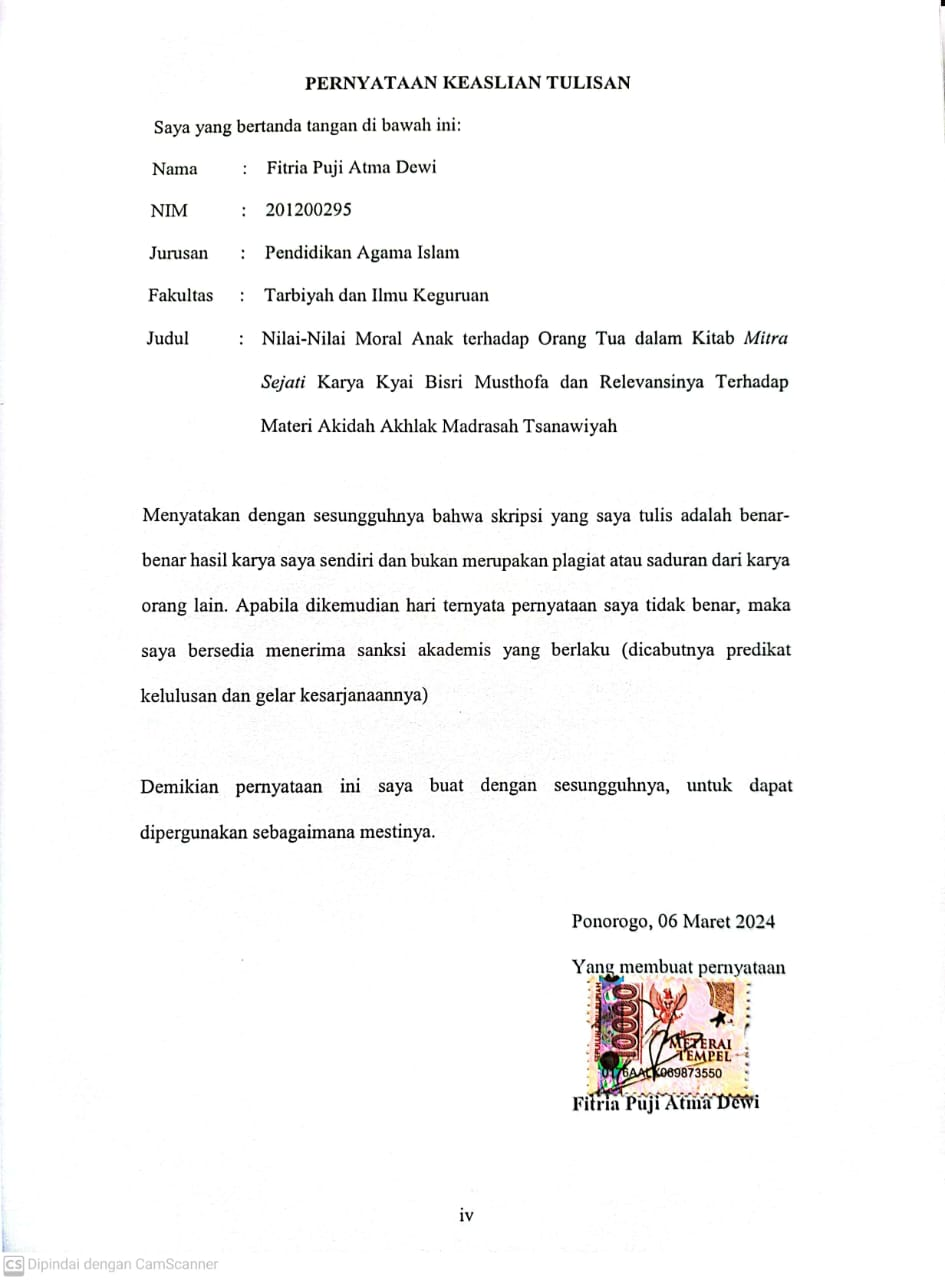 PERNYATAAN KEASLIAN TULISAN
Saya yang bertanda tangan di bawah ini:
Nama : Fitria Puji Atma Dewi
NIM : 201200295
Jurusan : Pendidikan Agama Islam
Fakultas : Tarbiyah dan Ilmu Keguruan
Judul : Nilai-Nilai Moral Anak terhadap Orang Tua dalam Kitab Mitra
Sejati Karya Kyai Bisri Musthofa dan Relevansinya Terhadap
Materi Akidah Akhlak Madrasah Tsanawiyah
Menyatakan dengan sesungguhnya bahwa skripsi yang saya tulis adalah benar-
benar hasil karya saya sendiri dan bukan merupakan plagiat atau saduran dari karya
orang lain. Apabila dikemudian hari ternyata pernyataan saya tidak benar, maka
saya bersedia menerima sanksi akademis yang berlaku (dicabutnya predikat
kelulusan dan gelar kesarjanaannya)
Demikian pernyataan ini saya buat dengan sesungguhnya, untuk dapat
dipergunakan sebagaimana mestinya.
Ponorogo, 06 Maret 2024
Yang membuat pernyataan
10000
METERAI
TEMPEL
Fitria Puji Atma Dewi
iv
CS Dipindai dengan CamScanner